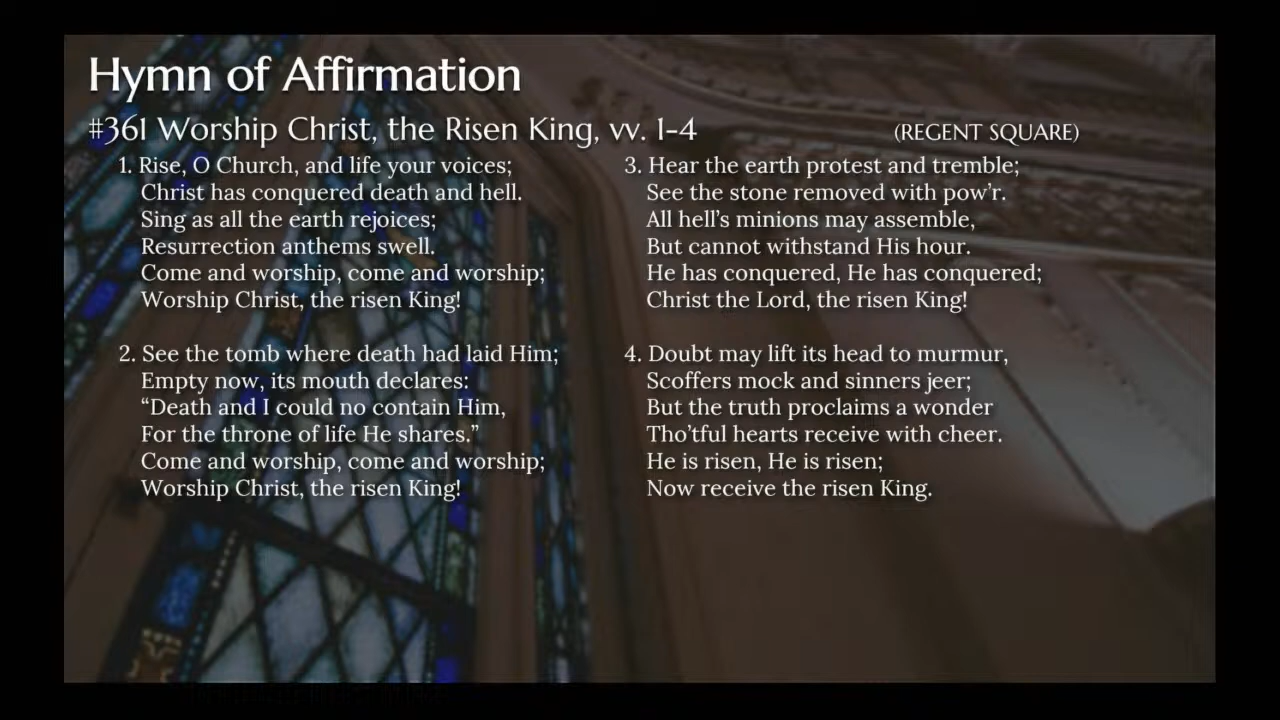 Hymn of Affirmation
#361 Worship Christ, the Risen King, vv. 1-4 (REGENT SQUARE)
1. Rise, O Church, and life your voices;
Christ has conquered death and hell.
Sing as all the earth rejoices;
Resurrection anthems swell.
Come and worship, come and worship;
Worship Christ, the risen King!
2. See the tomb where death had laid Him;
Empty now, its mouth declares:
“Death and I could no contain Him,
For the throne of life He shares.”
Come and worship, come and worship;
Worship Christ, the risen King!
3. Hear the earth protest and tremble;
See the stone removed with pow’r.
All hell’s minions may assemble,
But cannot withstand His hour.
He has conquered, He has conquered;
Christ the Lord, the risen King!
4. Doubt may lift its head to murmur,
Scoffers mock and sinners jeer;
But the truth proclaims a wonder
Tho’tful hearts receive with cheer.
He is risen, He is risen;
Now receive the risen King.